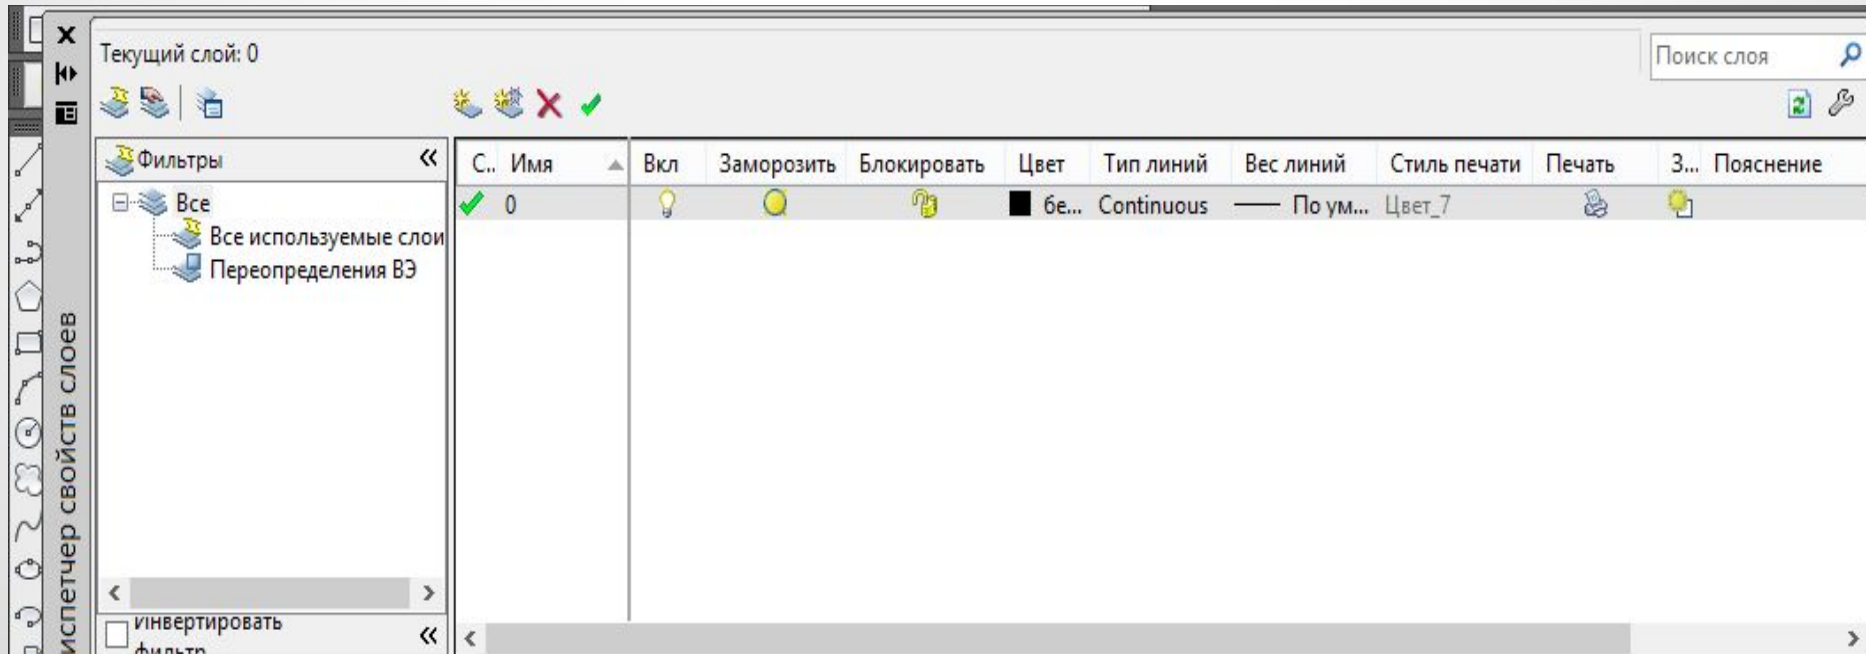 Текущий слой: 0
Поиск слоя
Фильтры
С.. Имя Вкл Заморозить Блокировать Цвет Тип линий Вес линий Стиль печати Печать З... Пояснение
Все
0 бе... Continuous По ум... Цвет_7
Все используемые слои
Переопределения ВЭ
Инвертировать
фильтр
испетчер свойств слоев